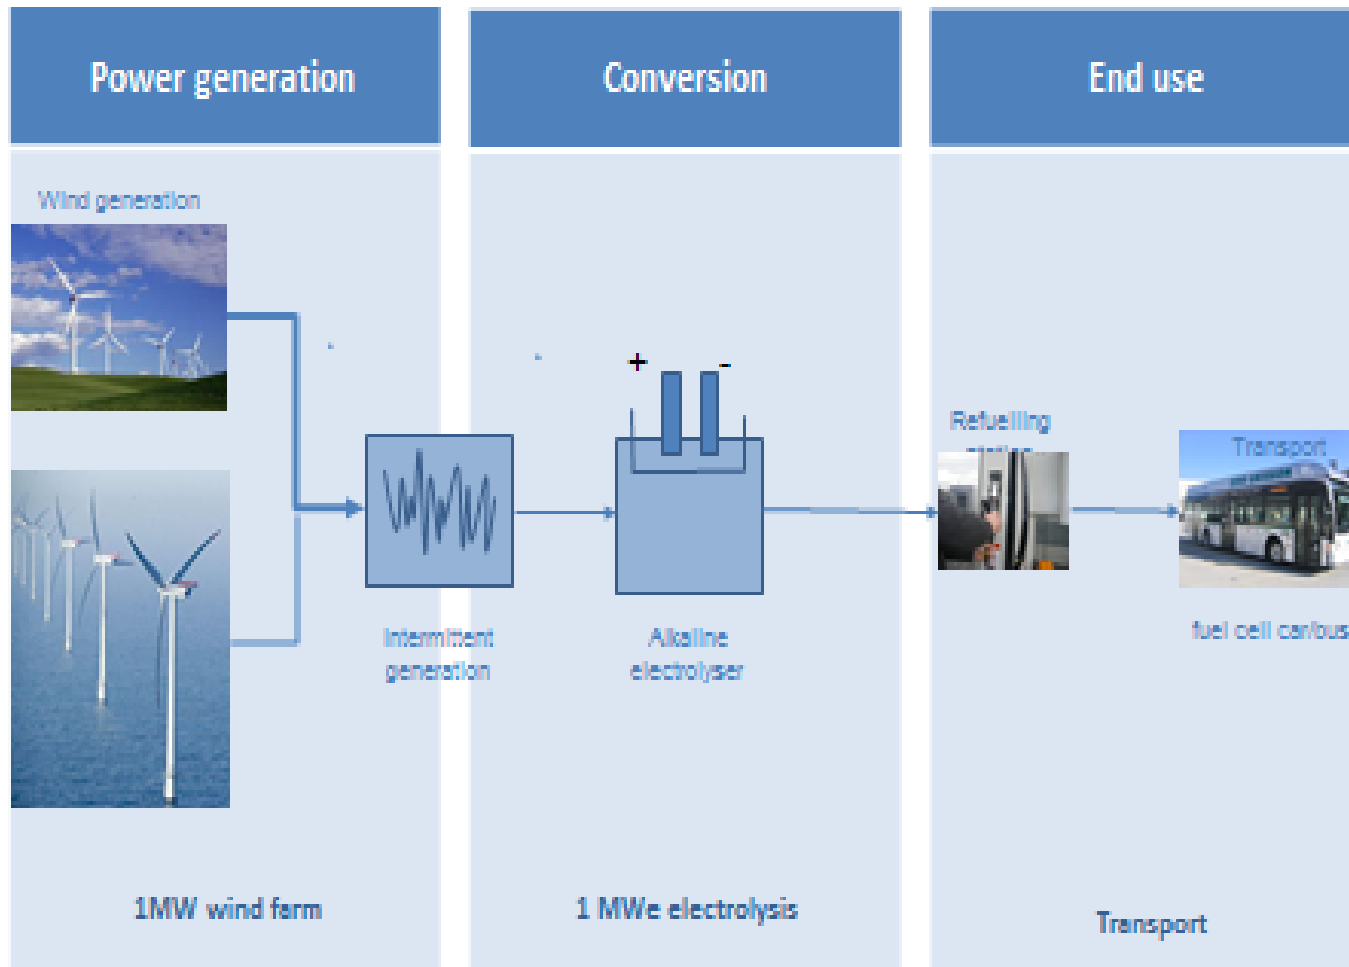 Power generation
Conversion
End use
Wind generation
+
-
Refuelling
Transport
Intermittent
generation
Alkaline
electrolyser
fuel cell car/bus
1MW wind farm
1 MWe electrolysis
Transport